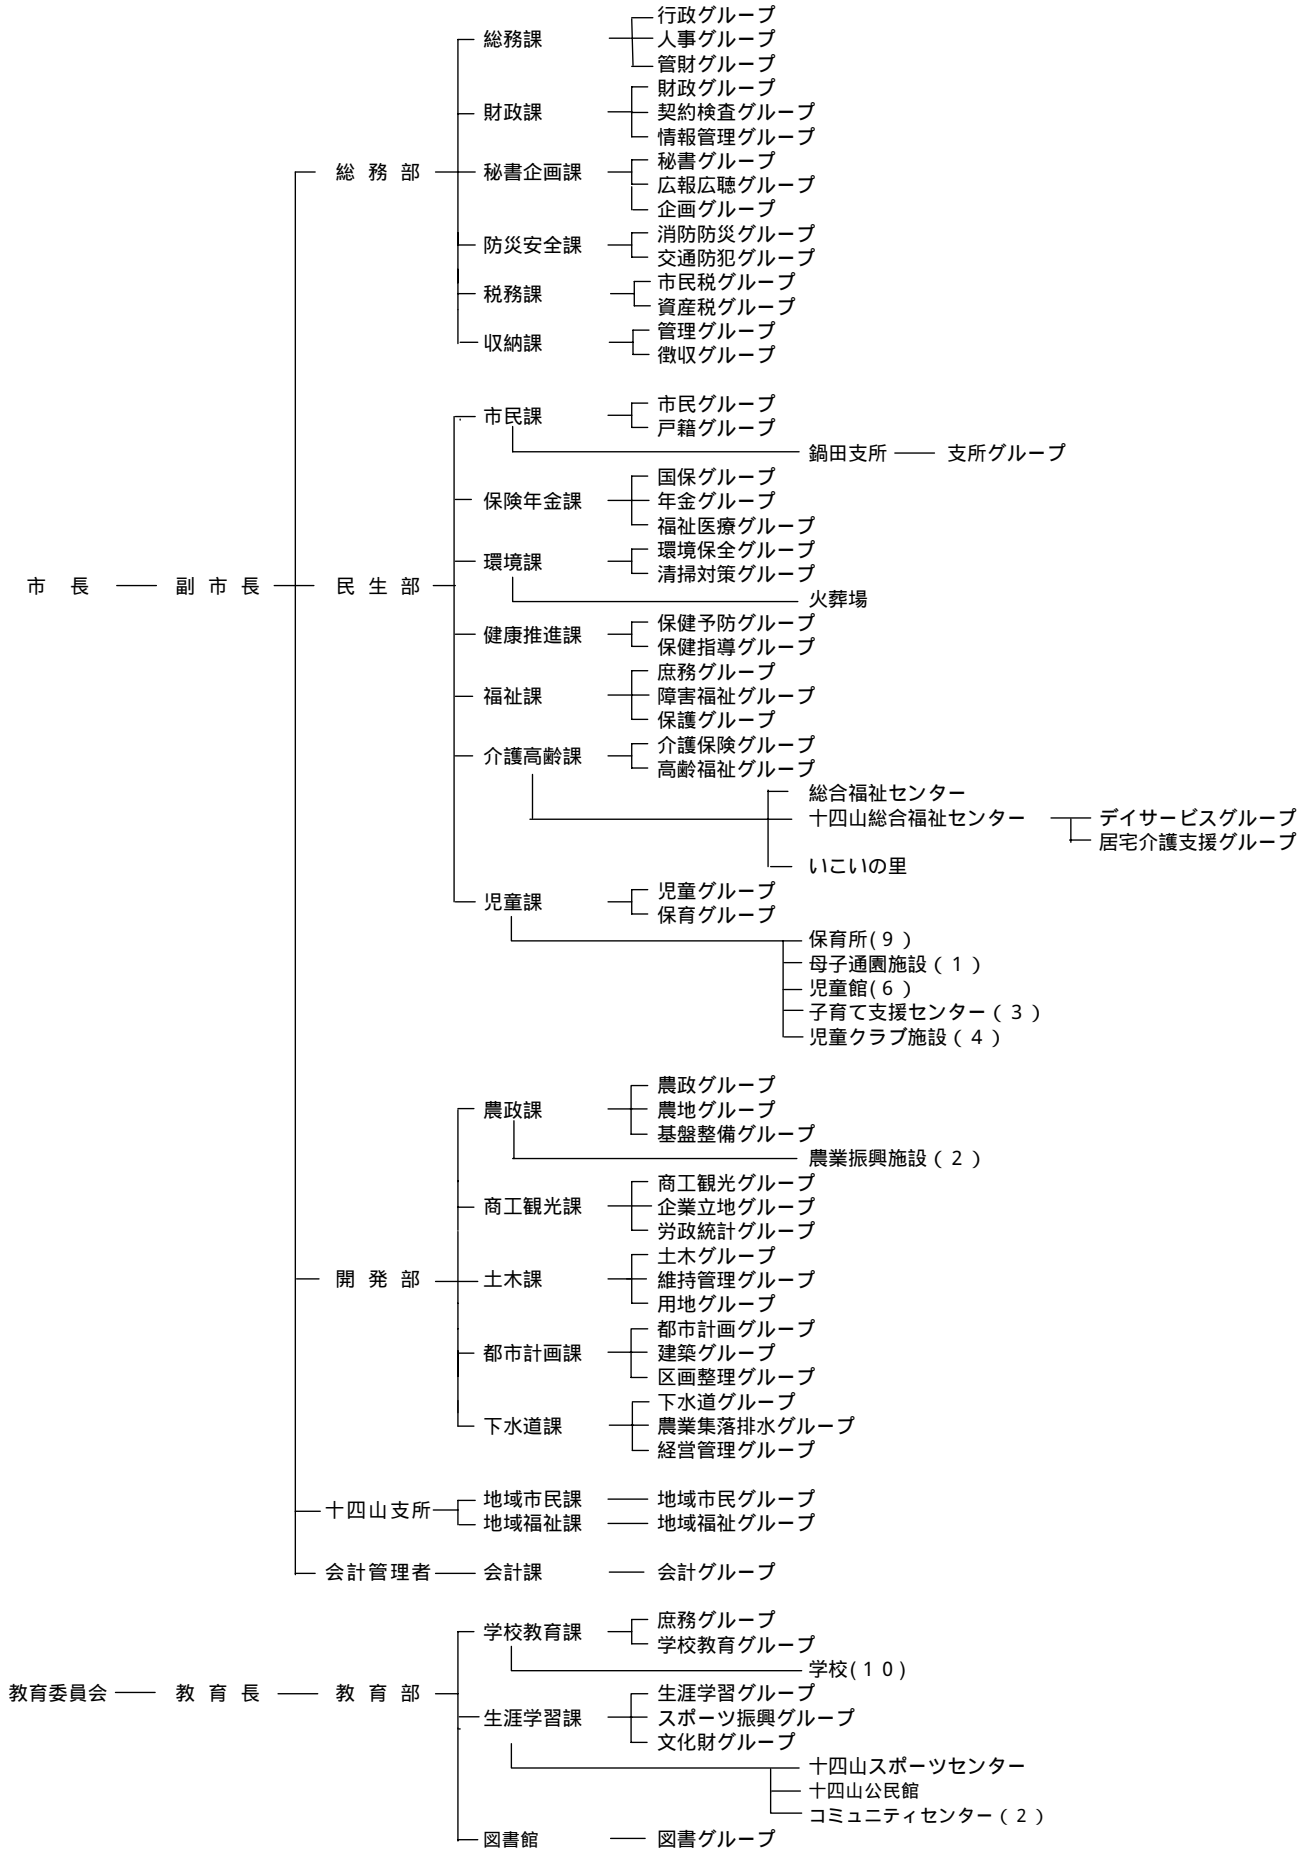 行政グループ
総務課 人事グループ
管財グループ
財政グループ
財政課 契約検査グループ
情報管理グループ
秘書グループ
総務部 秘書企画課 広報広聴グループ
企画グループ
消防防災グループ
防災安全課 交通防犯グループ
市民税グループ
税務課 資産税グループ
管理グループ
収納課 徴収グループ
市民グループ
市民課 戸籍グループ
鍋田支所 支所グループ
国保グループ
保険年金課 年金グループ
福祉医療グループ
環境保全グループ
環境課 清掃対策グループ
市長 副市長 民生部 火葬場
保健予防グループ
健康推進課 保健指導グループ
庶務グループ
福祉課 障害福祉グループ
保護グループ
介護保険グループ
介護高齢課 高齢福祉グループ
総合福祉センター
十四山総合福祉センター デイサービスグループ
居宅介護支援グループ
いこいの里
児童グループ
児童課 保育グループ
保育所(9)
母子通園施設(1)
児童館(6)
子育て支援センター(3)
児童クラブ施設(4)
農政グループ
農政課 農地グループ
基盤整備グループ
農業振興施設(2)
商工観光グループ
商工観光課 企業立地グループ
労政統計グループ
土木グループ
開発部 土木課 維持管理グループ
用地グループ
都市計画グループ
都市計画課 建築グループ
区画整理グループ
下水道グループ
下水道課 農業集落排水グループ
経営管理グループ
十四山支所 地域市民課 地域市民グループ
地域福祉課 地域福祉グループ
会計管理者 会計課 会計グループ
庶務グループ
学校教育課 学校教育グループ
学校(10)
教育委員会 教育長 教育部 生涯学習グループ
生涯学習課 スポーツ振興グループ
文化財グループ
十四山スポーツセンター
十四山公民館
コミュニティセンター(2)
図書館 図書グループ